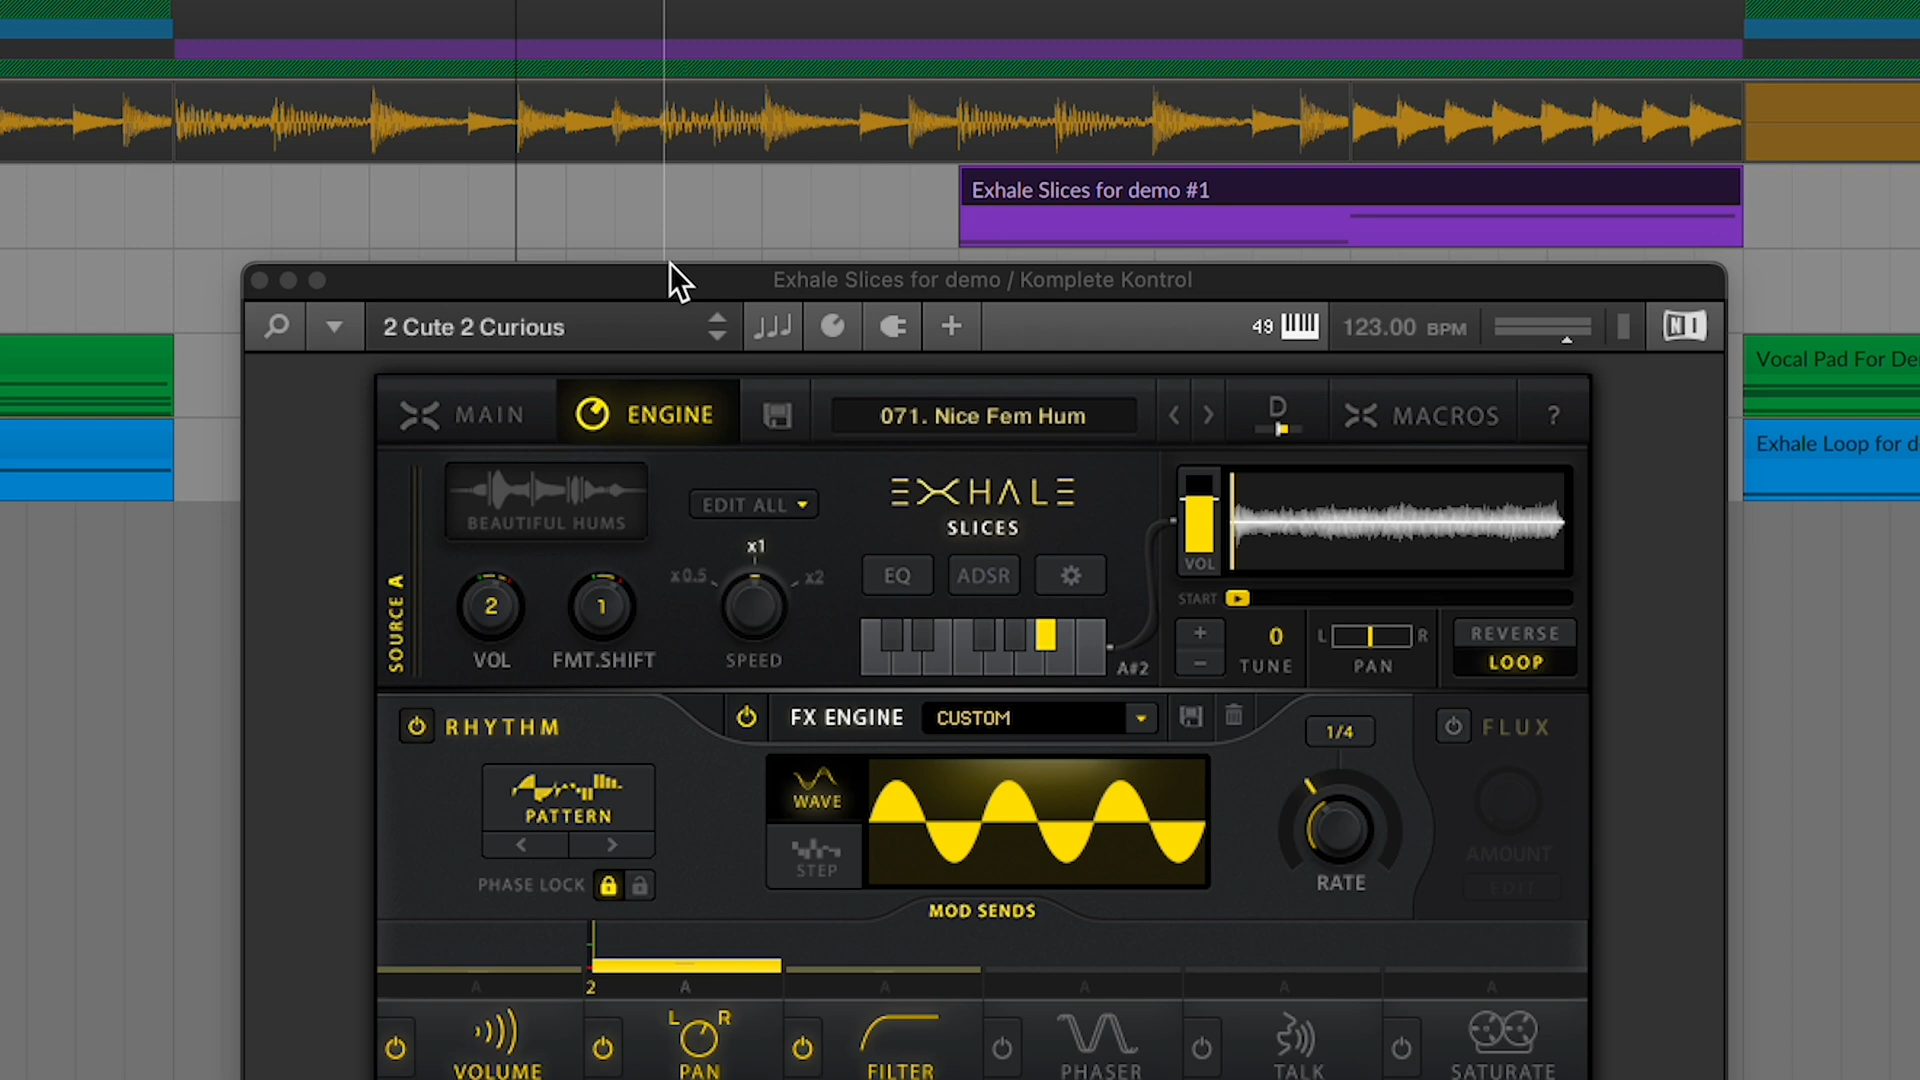 Exhale Slices for demo #1
Exhale Slices for demo / Komplete Kontrol
2 Cute 2 Curious
49
123.00 BPM
NI
Vocal Pad For De
Exhale Loop for d
MAIN
ENGINE
071. Nice Fem Hum
< >
D
MACROS
?
BEAUTIFUL HUMS
EDIT ALL
EXHALE
SLICES
SOURCE A
2
VOL
1
FMT.SHIFT
x0.5
x1
x2
SPEED
EQ
ADSR
A#2
VOL
START
+
−
0
TUNE
L
R
PAN
REVERSE
LOOP
RHYTHM
FX ENGINE
CUSTOM
1/4
FLUX
PATTERN
< >
PHASE LOCK
WAVE
STEP
RATE
AMOUNT
EDIT
MOD SENDS
A
2
A
A
A
A
A
VOLUME
L
R
PAN
FILTER
PHASER
TALK
SATURATE